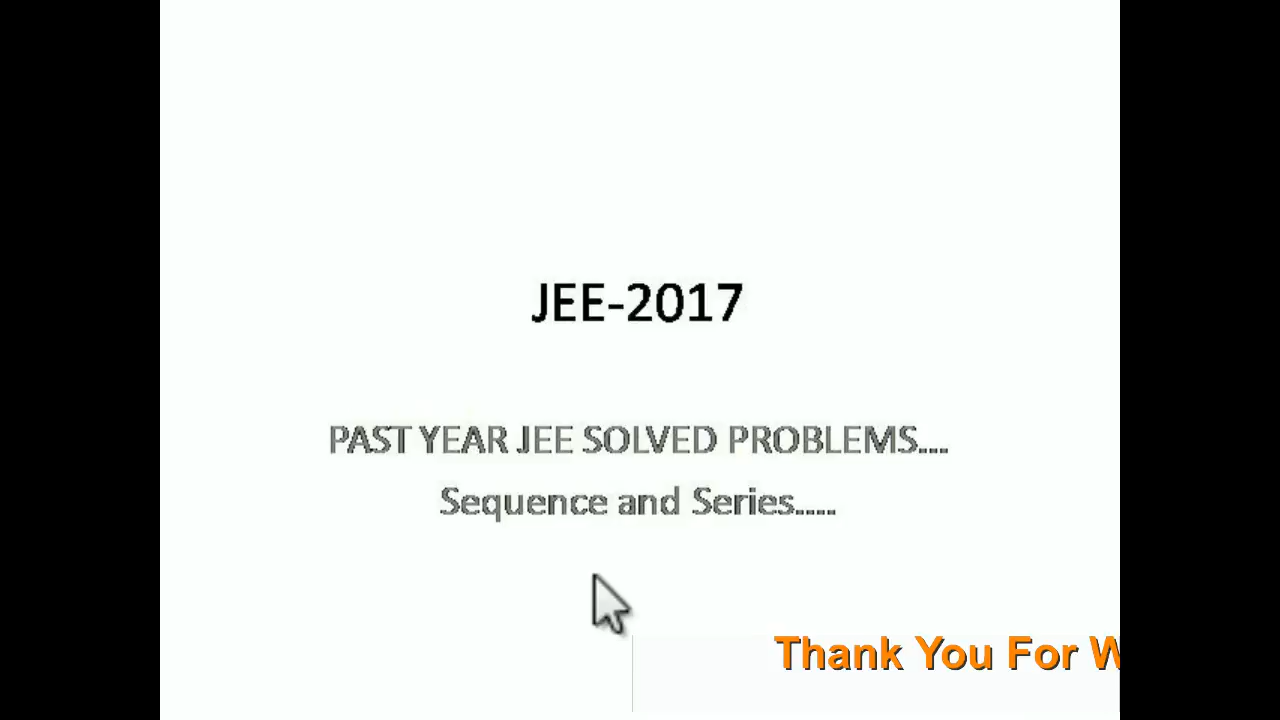 JEE-2017
PAST YEAR JEE SOLVED PROBLEMS...
Sequence and Series.....
Thank You For